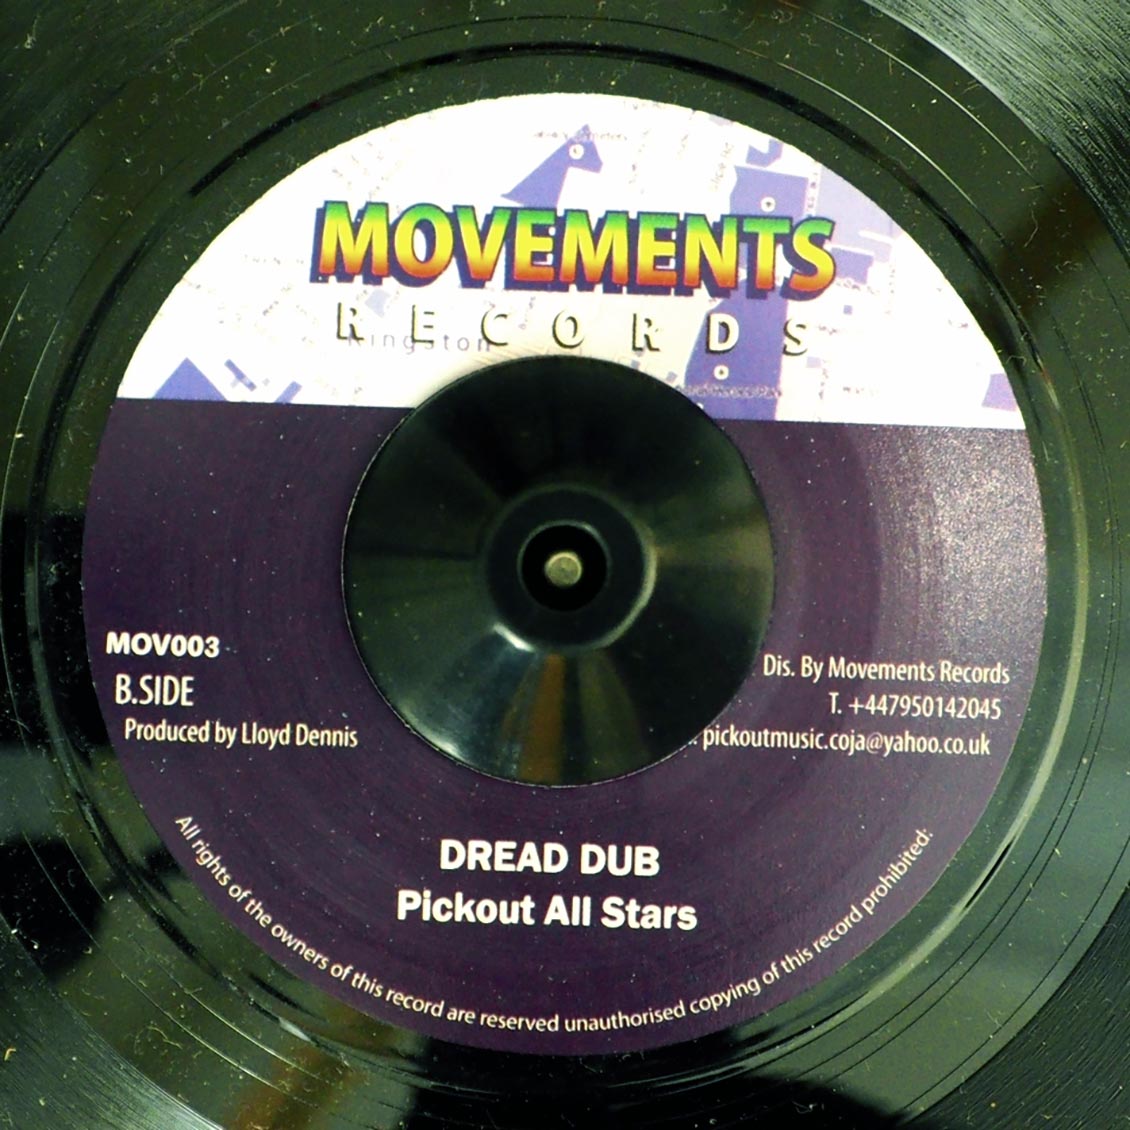 MOVEMENTS
RECORDS
Kingston
MOV003
B.SIDE
Produced by Lloyd Dennis
Dis. By Movements Records
T. +447950142045
pickoutmusic.coja@yahoo.co.uk
DREAD DUB
Pickout All Stars
All rights of the owners of this record are reserved unauthorised copying of this record prohibited: